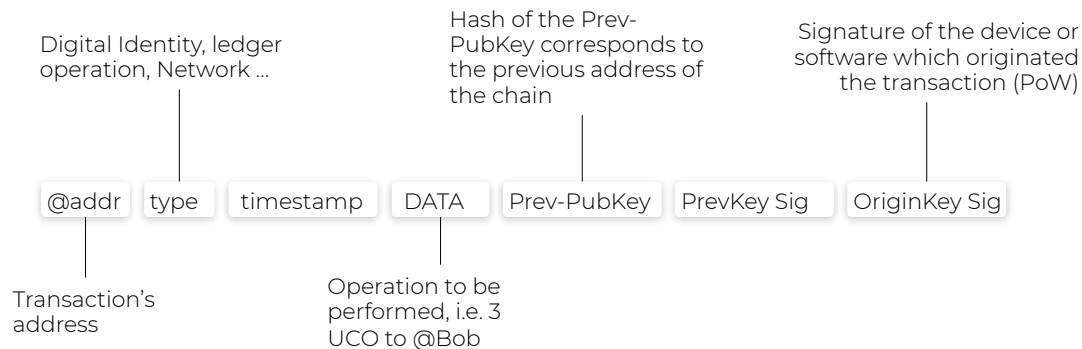 Digital Identity, ledger
operation, Network ...
Hash of the Prev-
PubKey corresponds to
the previous address of
the chain
Signature of the device or
software which originated
the transaction (PoW)
@addr
type
timestamp
DATA
Prev-PubKey
PrevKey Sig
OriginKey Sig
Transaction's
address
Operation to be
performed, i.e. 3
UCO to @Bob